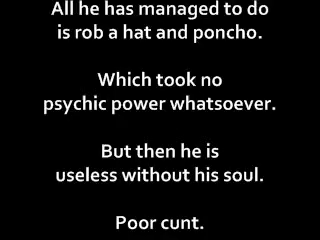 All he has managed to do
is rob a hat and poncho.
Which took no
psychic power whatsoever.
But then he is
useless without his soul.
Poor cunt.